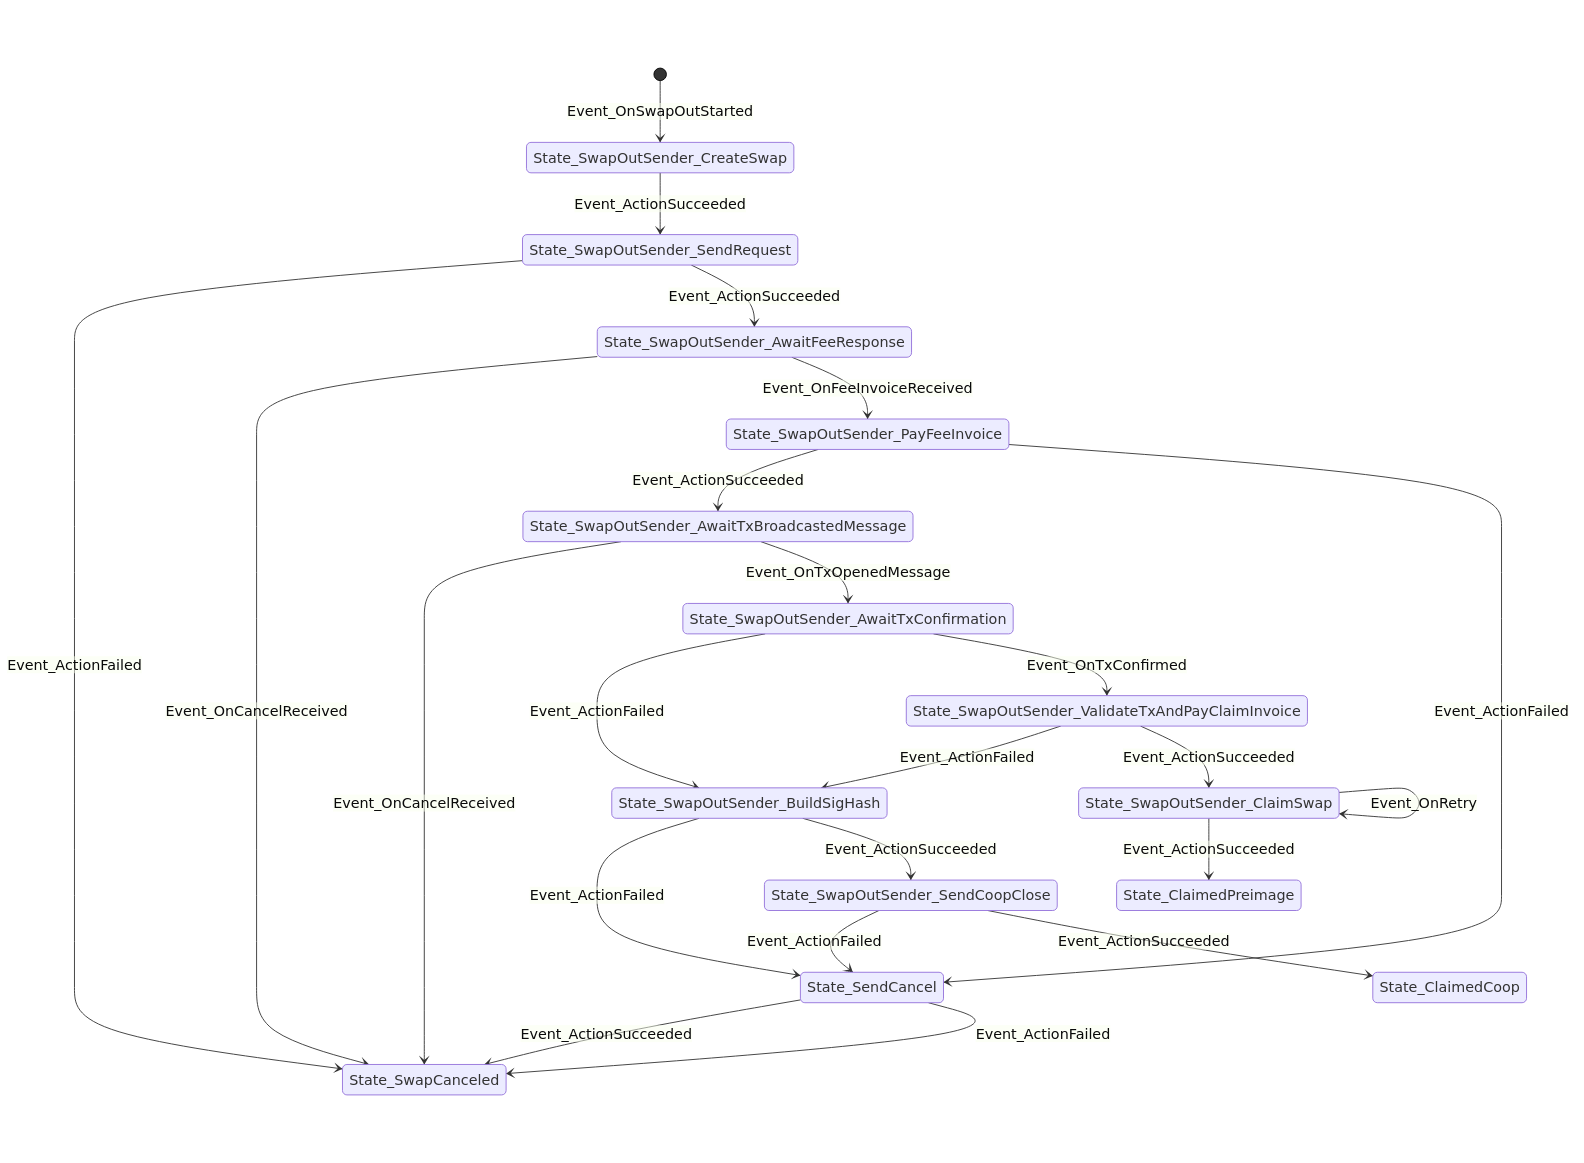 Event_OnSwapOutStarted
State_SwapOutSender_CreateSwap
Event_ActionSucceeded
State_SwapOutSender_SendRequest
Event_ActionSucceeded
State_SwapOutSender_AwaitFeeResponse
Event_OnFeeInvoiceReceived
State_SwapOutSender_PayFeeInvoice
Event_ActionSucceeded
State_SwapOutSender_AwaitTxBroadcastedMessage
Event_OnTxOpenedMessage
State_SwapOutSender_AwaitTxConfirmation
Event_ActionFailed
Event_OnTxConfirmed
Event_OnCancelReceived
Event_ActionFailed
State_SwapOutSender_ValidateTxAndPayClaimInvoice
Event_ActionFailed
Event_ActionFailed
Event_ActionSucceeded
Event_OnCancelReceived
State_SwapOutSender_BuildSigHash
State_SwapOutSender_ClaimSwap
Event_OnRetry
Event_ActionSucceeded
Event_ActionSucceeded
Event_ActionFailed
State_SwapOutSender_SendCoopClose
State_ClaimedPreimage
Event_ActionFailed
Event_ActionSucceeded
State_SendCancel
State_ClaimedCoop
Event_ActionSucceeded
Event_ActionFailed
State_SwapCanceled